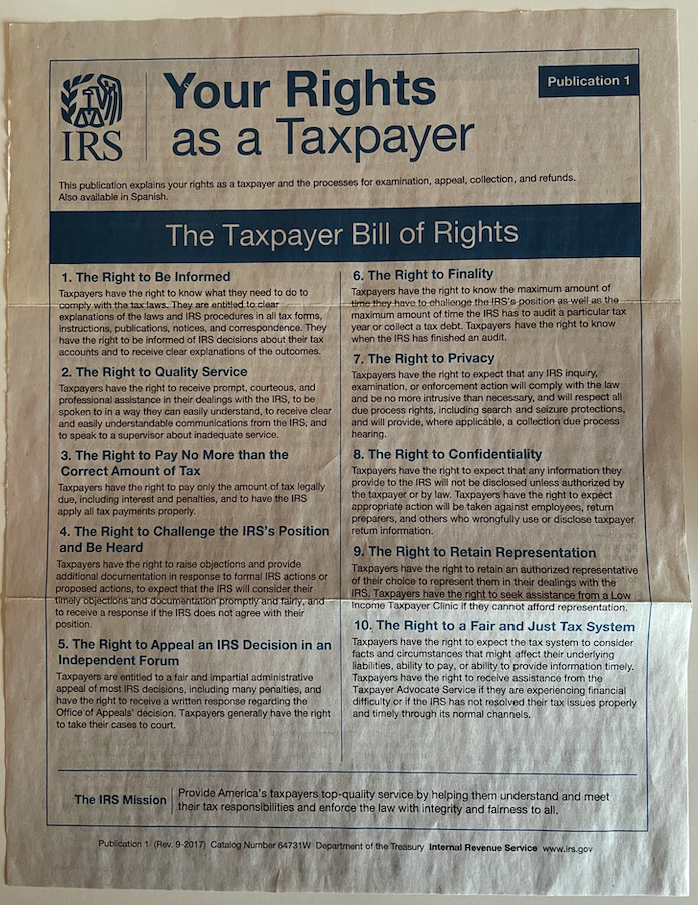 IRS
Your Rights
as a Taxpayer
Publication 1
This publication explains your rights as a taxpayer and the processes for examination, appeal, collection, and refunds.
Also available in Spanish.
The Taxpayer Bill of Rights
1. The Right to Be Informed
Taxpayers have the right to know what they need to do to
comply with the tax laws. They are entitled to clear
explanations of the laws and IRS procedures in all tax forms,
instructions, publications, notices, and correspondence. They
have the right to be informed of IRS decisions about their tax
accounts and to receive clear explanations of the outcomes.
2. The Right to Quality Service
Taxpayers have the right to receive prompt, courteous, and
professional assistance in their dealings with the IRS, to be
spoken to in a way they can easily understand, to receive clear
and easily understandable communications from the IRS, and
to speak to a supervisor about inadequate service.
3. The Right to Pay No More than the
Correct Amount of Tax
Taxpayers have the right to pay only the amount of tax legally
due, including interest and penalties, and to have the IRS
apply all tax payments properly.
4. The Right to Challenge the IRS's Position
and Be Heard
Taxpayers have the right to raise objections and provide
additional documentation in response to formal IRS actions or
proposed actions, to expect that the IRS will consider their
timely objections and documentation promptly and fairly, and
to receive a response if the IRS does not agree with their
position.
5. The Right to Appeal an IRS Decision in an
Independent Forum
Taxpayers are entitled to a fair and impartial administrative
appeal of most IRS decisions, including many penalties, and
have the right to receive a written response regarding the
Office of Appeals' decision. Taxpayers generally have the right
to take their cases to court.
6. The Right to Finality
Taxpayers have the right to know the maximum amount of
time they have to challenge the IRS's position as well as the
maximum amount of time the IRS has to audit a particular tax
year or collect a tax debt. Taxpayers have the right to know
when the IRS has finished an audit.
7. The Right to Privacy
Taxpayers have the right to expect that any IRS inquiry,
examination, or enforcement action will comply with the law
and be no more intrusive than necessary, and will respect all
due process rights, including search and seizure protections,
and will provide, where applicable, a collection due process
hearing.
8. The Right to Confidentiality
Taxpayers have the right to expect that any information they
provide to the IRS will not be disclosed unless authorized by
the taxpayer or by law. Taxpayers have the right to expect
appropriate action will be taken against employees, return
preparers, and others who wrongfully use or disclose taxpayer
return information.
9. The Right to Retain Representation
Taxpayers have the right to retain an authorized representative
of their choice to represent them in their dealings with the
IRS. Taxpayers have the right to seek assistance from a Low
Income Taxpayer Clinic if they cannot afford representation.
10. The Right to a Fair and Just Tax System
Taxpayers have the right to expect the tax system to consider
facts and circumstances that might affect their underlying
liabilities, ability to pay, or ability to provide information timely.
Taxpayers have the right to receive assistance from the
Taxpayer Advocate Service if they are experiencing financial
difficulty or if the IRS has not resolved their tax issues properly
and timely through its normal channels.
The IRS Mission
Provide America's taxpayers top-quality service by helping them understand and meet
their tax responsibilities and enforce the law with integrity and fairness to all.
Publication 1 (Rev. 9-2017) Catalog Number 64731W Department of the Treasury Internal Revenue Service www.irs.gov